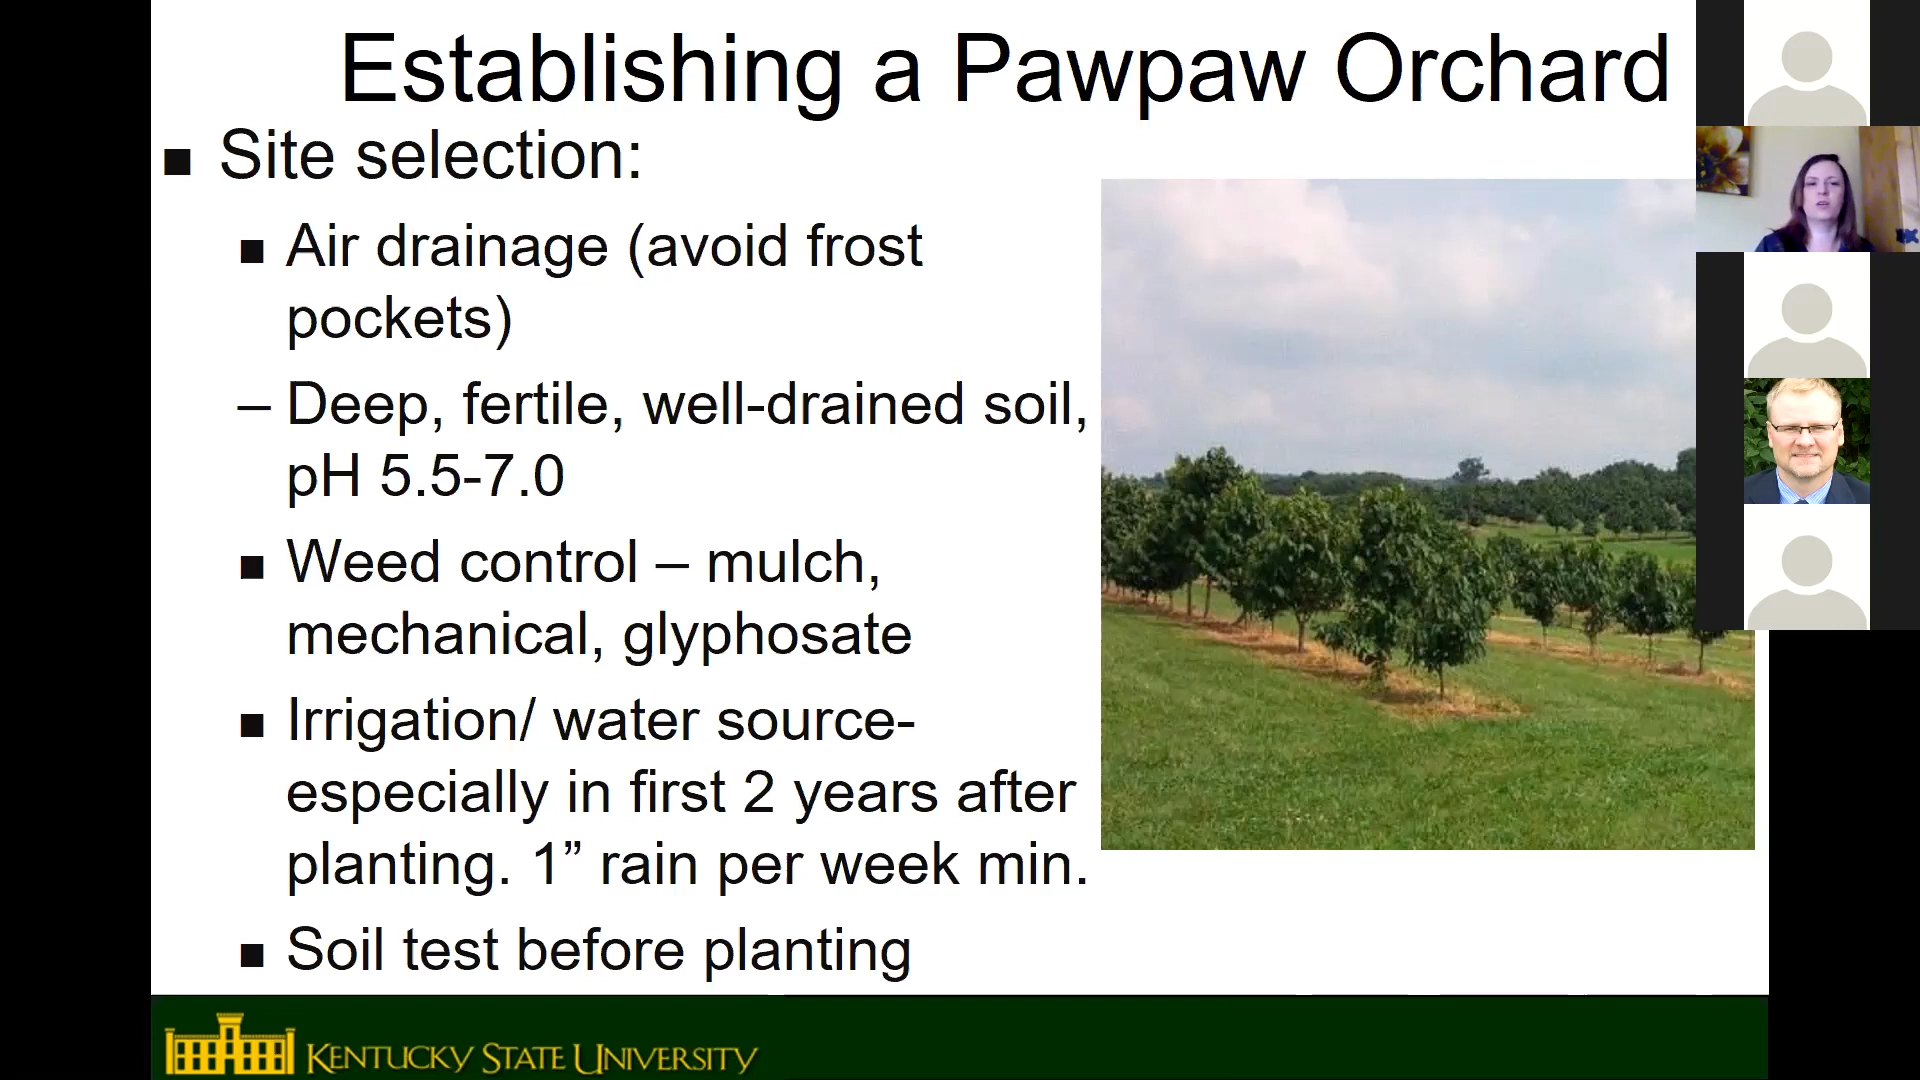 Establishing a Pawpaw Orchard
■ Site selection:
■ Air drainage (avoid frost
pockets)
– Deep, fertile, well-drained soil,
pH 5.5-7.0
■ Weed control – mulch,
mechanical, glyphosate
■ Irrigation/ water source-
especially in first 2 years after
planting. 1” rain per week min.
■ Soil test before planting
KENTUCKY STATE UNIVERSITY